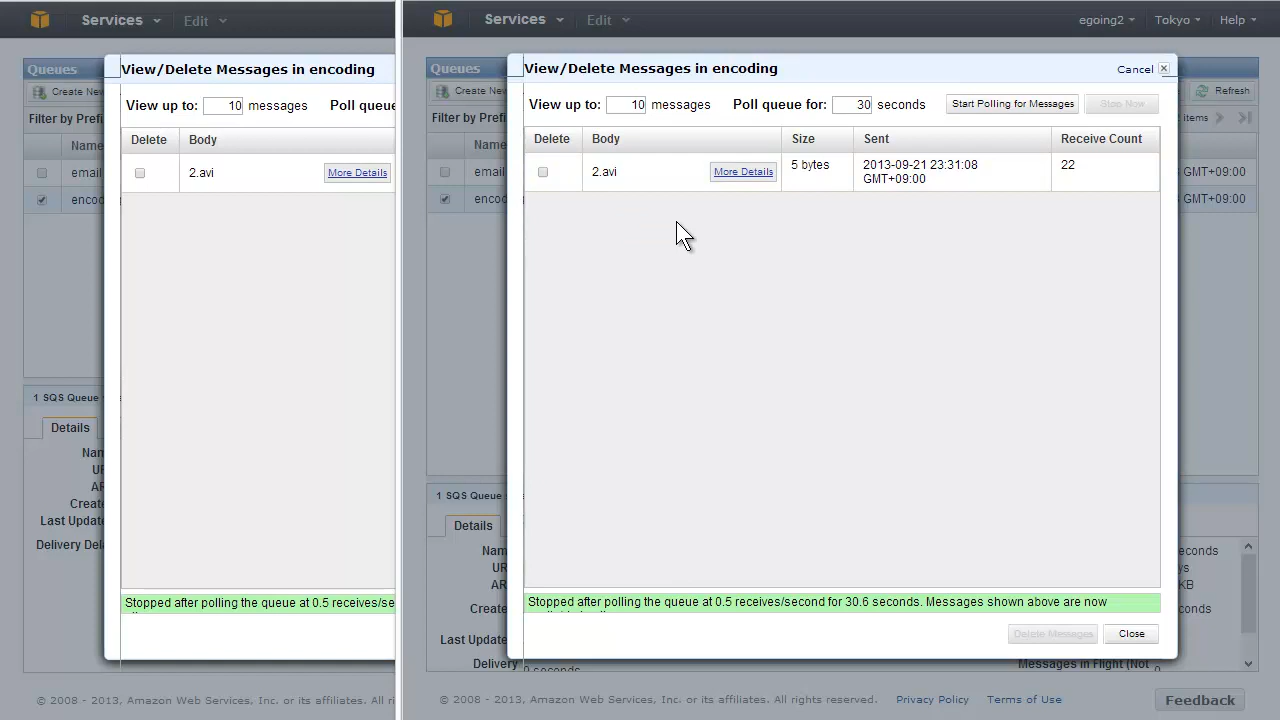 Services
Edit
Queues
Create New
Filter by Prefi
Name
email
encod
View/Delete Messages in encoding
View up to: 10 messages
Poll queue
Delete
Body
2.avi
More Details
1 SQS Queue
Details
Nam
UR
AR
Create
Last Update
Delivery Dela
Stopped after polling the queue at 0.5 receives/se
© 2008 - 2013, Amazon Web Services, Inc. or its affiliates. All ri
Services
Edit
egoing2
Tokyo
Help
Queues
Create New
Refresh
Filter by Prefi
items
Name
email
GMT+09:00
encod
GMT+09:00
View/Delete Messages in encoding
Cancel
View up to: 10 messages
Poll queue for: 30 seconds
Start Polling for Messages
Stop Now
Delete
Body
Size
Sent
Receive Count
2.avi
More Details
5 bytes
2013-09-21 23:31:08
GMT+09:00
22
1 SQS Queue
Details
Nam
UR
AR
Create
Last Update
Delivery
econds
ys
KB
econds
Stopped after polling the queue at 0.5 receives/second for 30.6 seconds. Messages shown above are now
Delete Messages
Close
0 seconds
Messages in Flight (Not
0
© 2008 - 2013, Amazon Web Services, Inc. or its affiliates. All rights reserved.
Privacy Policy
Terms of Use
Feedback